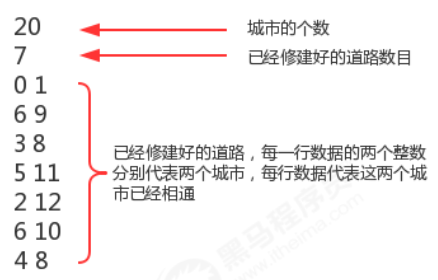 20
城市的个数
7
已经修建好的道路数目
0 1
6 9
3 8
5 11
2 12
6 10
4 8
已经修建好的道路，每一行数据的两个整数
分别代表两个城市，每行数据代表这两个城
市已经相通
黑马程序员
www.itheima.com